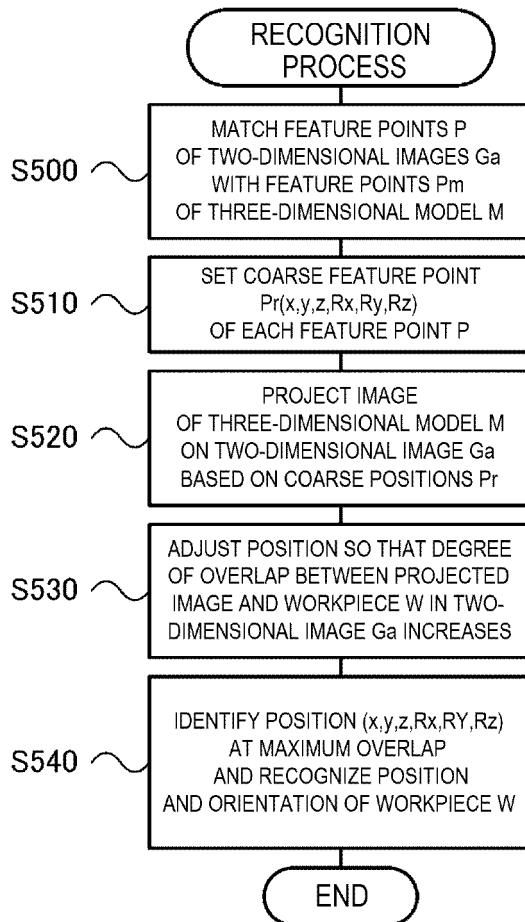 RECOGNITION
PROCESS
S500
MATCH FEATURE POINTS P
OF TWO-DIMENSIONAL IMAGES Ga
WITH FEATURE POINTS Pm
OF THREE-DIMENSIONAL MODEL M
S510
SET COARSE FEATURE POINT
Pr(x,y,z,Rx,Ry,Rz)
OF EACH FEATURE POINT P
S520
PROJECT IMAGE
OF THREE-DIMENSIONAL MODEL M
ON TWO-DIMENSIONAL IMAGE Ga
BASED ON COARSE POSITIONS Pr
S530
ADJUST POSITION SO THAT DEGREE
OF OVERLAP BETWEEN PROJECTED
IMAGE AND WORKPIECE W IN TWO-
DIMENSIONAL IMAGE Ga INCREASES
S540
IDENTIFY POSITION (x,y,z,Rx,RY,Rz)
AT MAXIMUM OVERLAP
AND RECOGNIZE POSITION
AND ORIENTATION OF WORKPIECE W
END